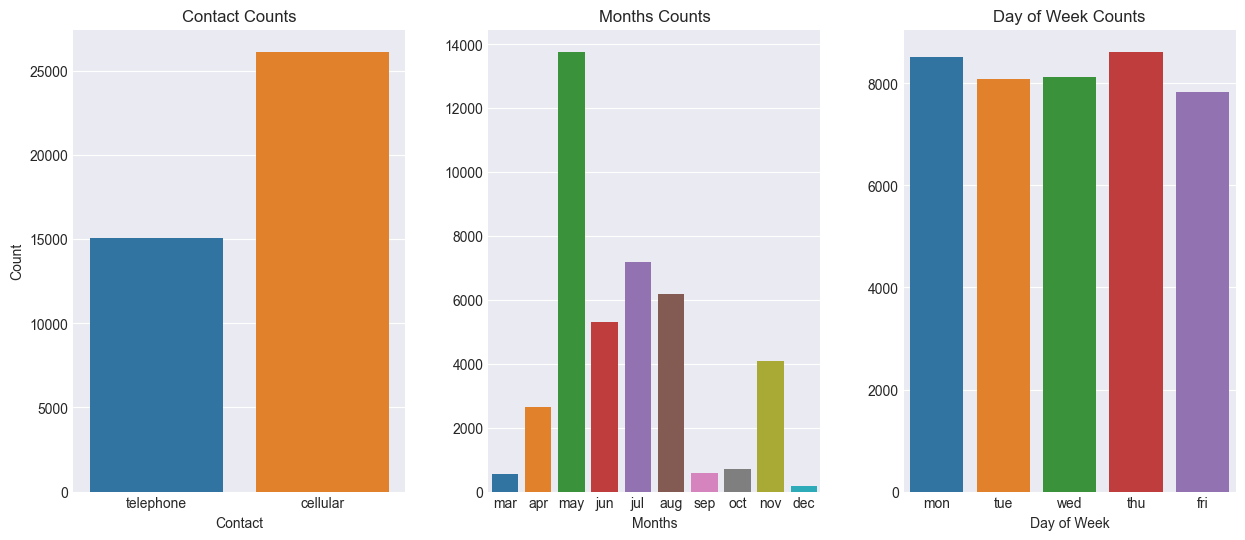 Contact Counts
25000
20000
15000
10000
5000
0
Count
telephone cellular
Contact
Months Counts
14000
12000
10000
8000
6000
4000
2000
0
mar apr may jun jul aug sep oct nov dec
Months
Day of Week Counts
8000
6000
4000
2000
0
mon tue wed thu fri
Day of Week